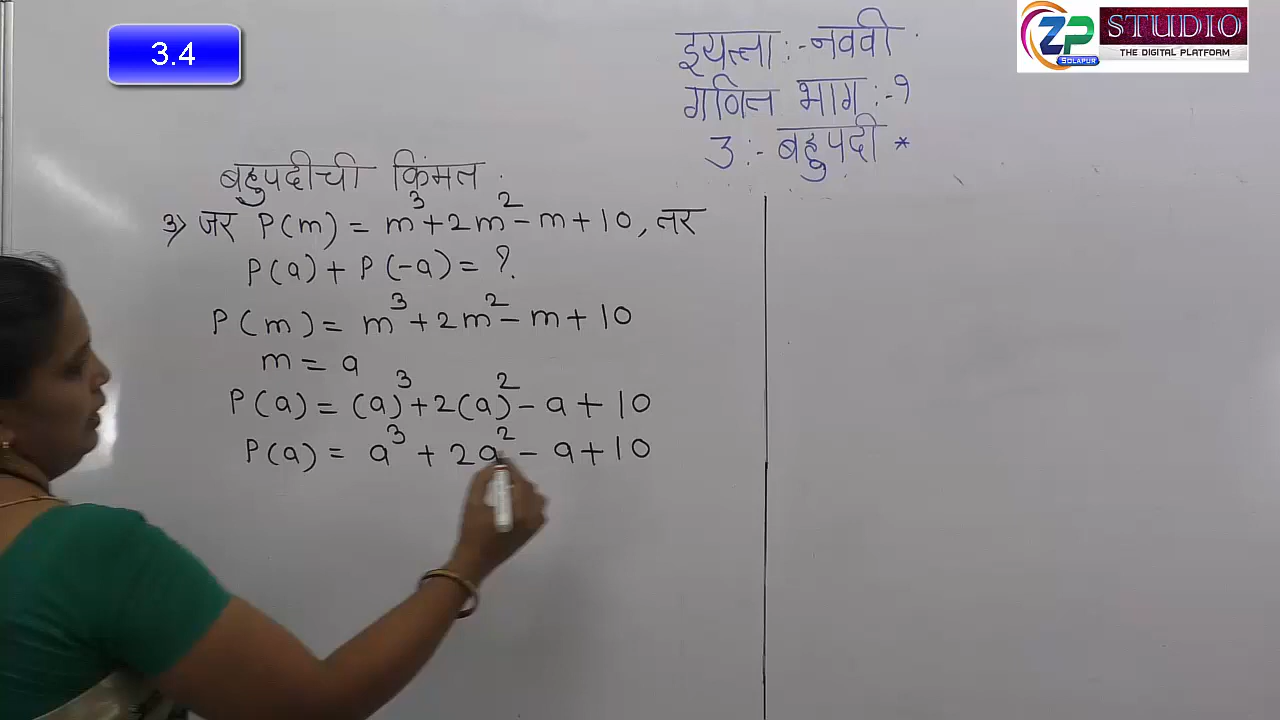 3.4
ZP SOLAPUR STUDIO
THE DIGITAL PLATFORM
इयत्ता :- नववी
गणित भाग :- १
3 :- बहुपदी *
बहुपदीची किंमत
3) जर P(m) = m³ + 2m² - m + 10, तर
P(a) + P(-a) = ?
P(m) = m³ + 2m² - m + 10
m = a
P(a) = (a)³ + 2(a)² - a + 10
P(a) = a³ + 2a² - a + 10